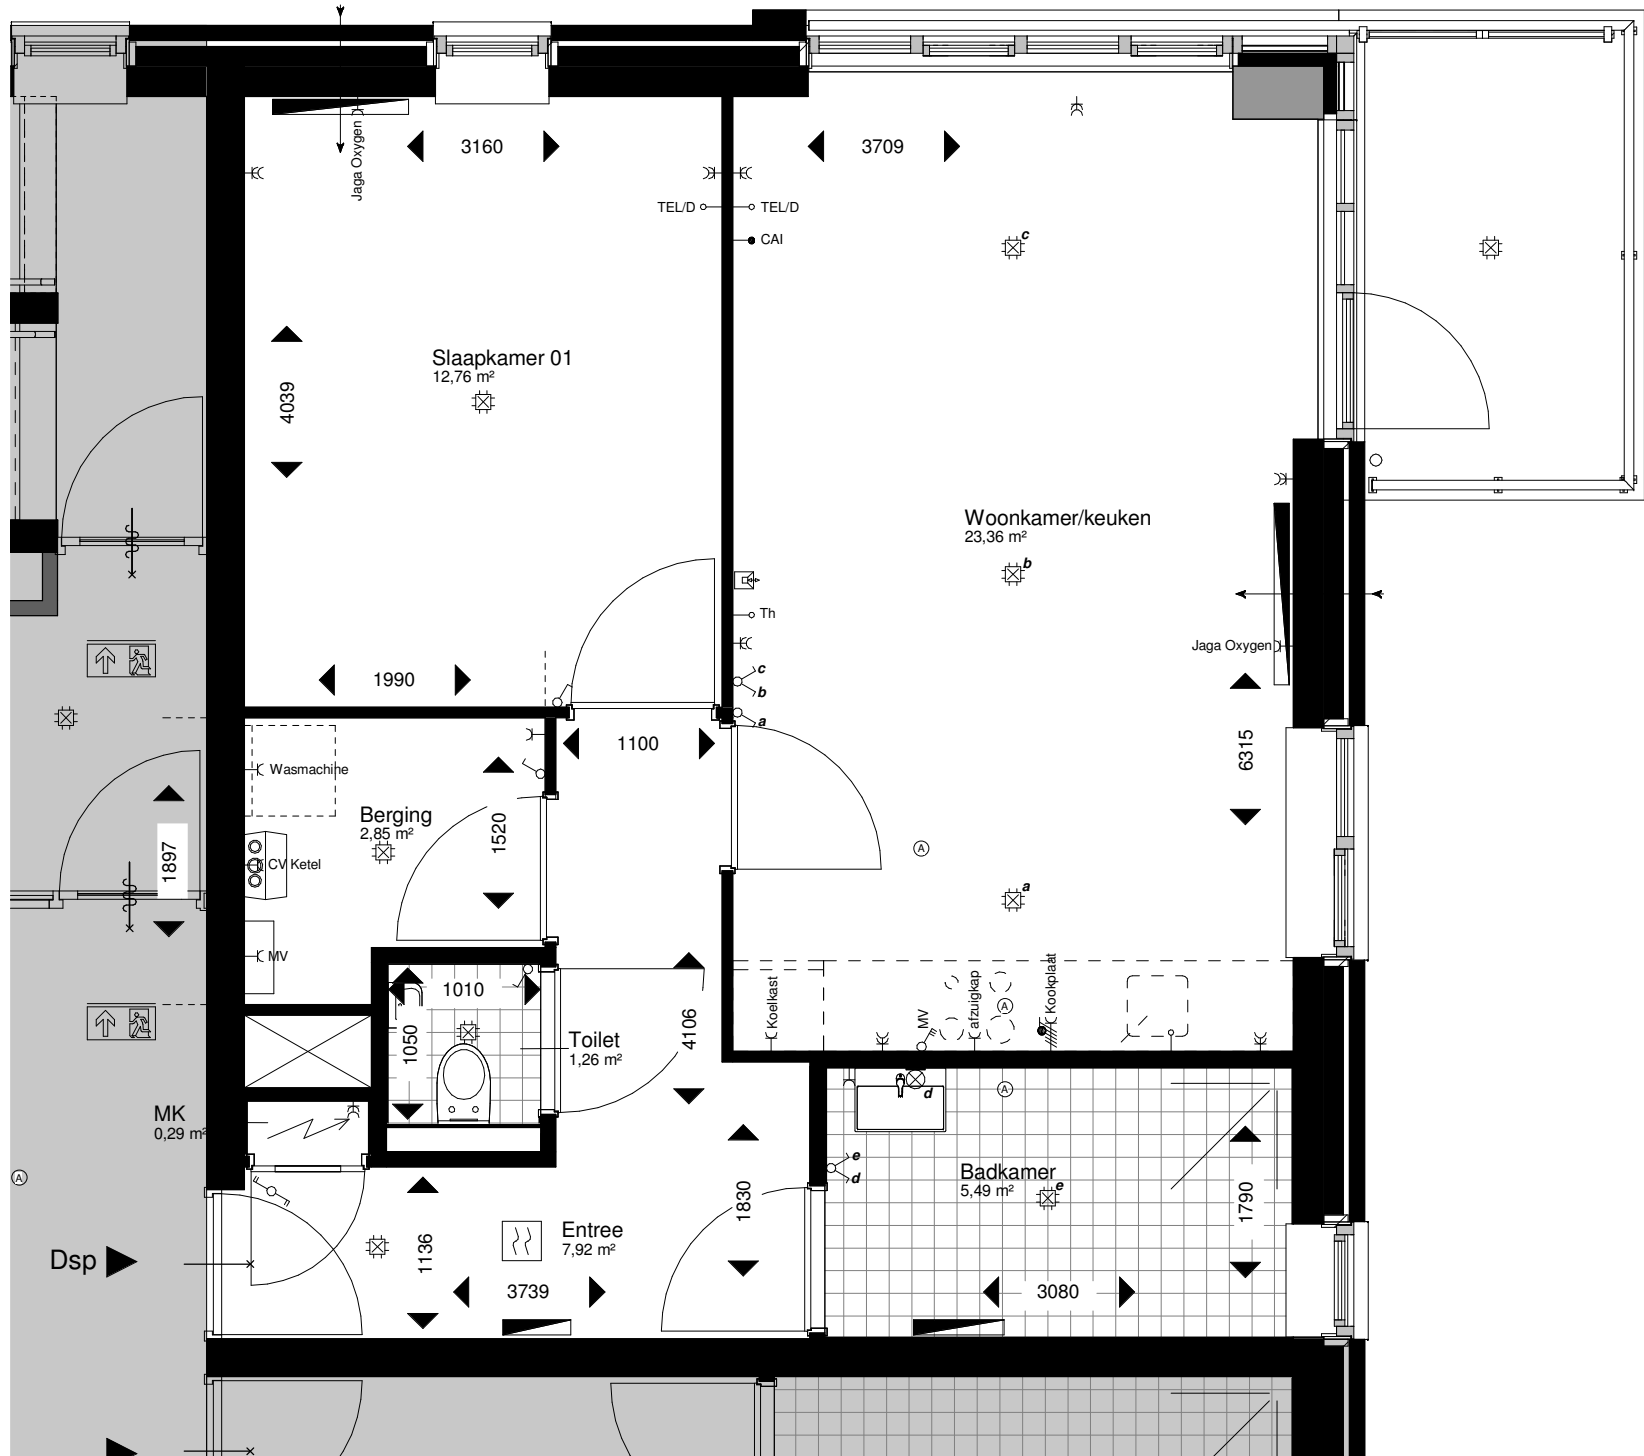 3160
3709
Jaga Oxygen
TEL/D
TEL/D
CAI
c
Slaapkamer 01
12,76 m²
4039
Woonkamer/keuken
23,36 m²
b
Th
Jaga Oxygen
c
b
a
1990
1100
6315
Wasmachine
Berging
2,85 m²
1520
1897
CV Ketel
A
a
MV
1010
Koelkast
MV
afzuigkap
A
Kookplaat
1050
Toilet
1,26 m²
4106
MK
0,29 m²
d
A
A
e
d
Badkamer
5,49 m²
e
1830
1790
Entree
7,92 m²
1136
Dsp
3739
3080